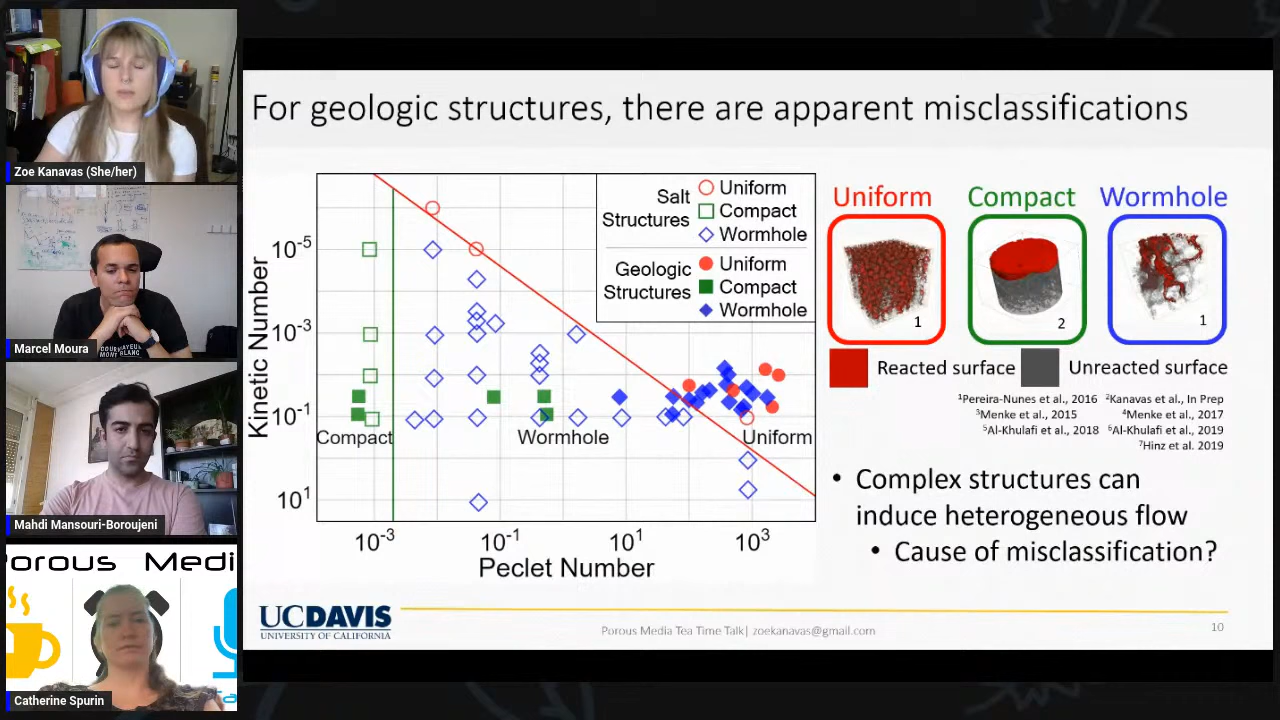 Zoe Kanavas (She/her)
Marcel Moura
Mahdi Mansouri-Boroujeni
Porous Medi
Catherine Spurin
For geologic structures, there are apparent misclassifications
Salt Structures
Uniform
Compact
Wormhole
Geologic Structures
Uniform
Compact
Wormhole
Kinetic Number
10⁻⁵
10⁻³
10⁻¹
10¹
Compact
Wormhole
Uniform
10⁻³
10⁻¹
10¹
10³
Peclet Number
Uniform
Compact
Wormhole
1
2
1
Reacted surface
Unreacted surface
¹Pereira-Nunes et al., 2016 ²Kanavas et al., In Prep
³Menke et al., 2015 ⁴Menke et al., 2017
⁵Al-Khulafi et al., 2018 ⁶Al-Khulafi et al., 2019
⁷Hinz et al. 2019
• Complex structures can
induce heterogeneous flow
• Cause of misclassification?
UCDAVIS
UNIVERSITY OF CALIFORNIA
Porous Media Tea Time Talk| zoekanavas@gmail.com
10